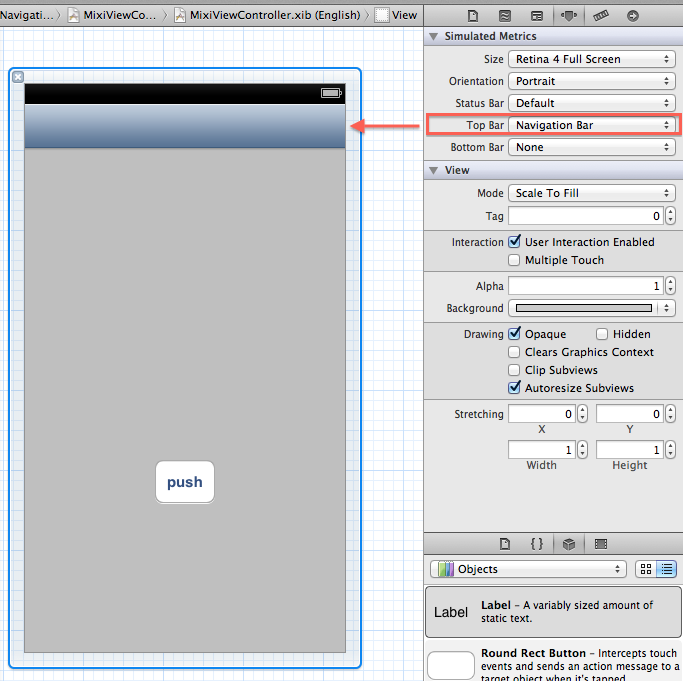 Navigati... MixiViewCo... MixiViewController.xib (English) View
Simulated Metrics
Size Retina 4 Full Screen
Orientation Portrait
Status Bar Default
Top Bar Navigation Bar
Bottom Bar None
View
Mode Scale To Fill
Tag 0
Interaction User Interaction Enabled
Multiple Touch
Alpha 1
Background
Drawing Opaque Hidden
Clears Graphics Context
Clip Subviews
Autoresize Subviews
Stretching 0 0
X Y
1 1
Width Height
push
{ }
Objects
Label
Label – A variably sized amount of
static text.
Round Rect Button – Intercepts touch
events and sends an action message to a
target object when it's tapped.